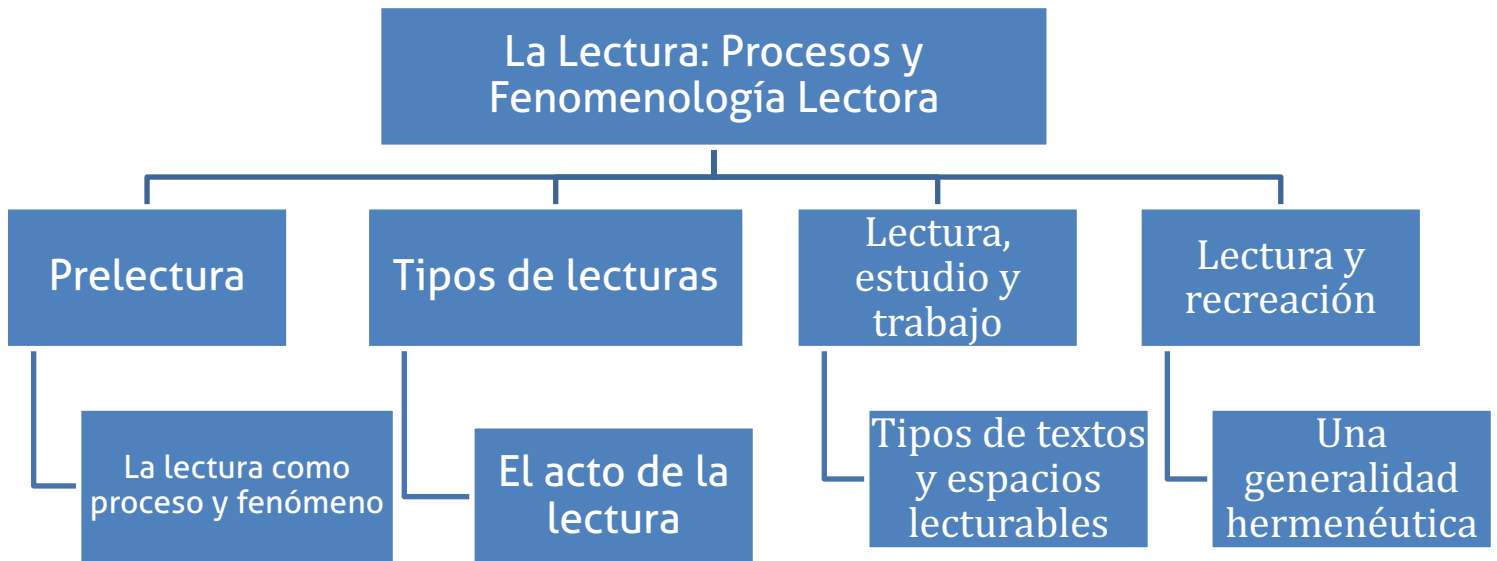 La Lectura: Procesos y
Fenomenología Lectora
Prelectura
Tipos de lecturas
Lectura,
estudio y
trabajo
Lectura y
recreación
La lectura como
proceso y fenómeno
El acto de la
lectura
Tipos de textos
y espacios
lecturables
Una
generalidad
hermenéutica